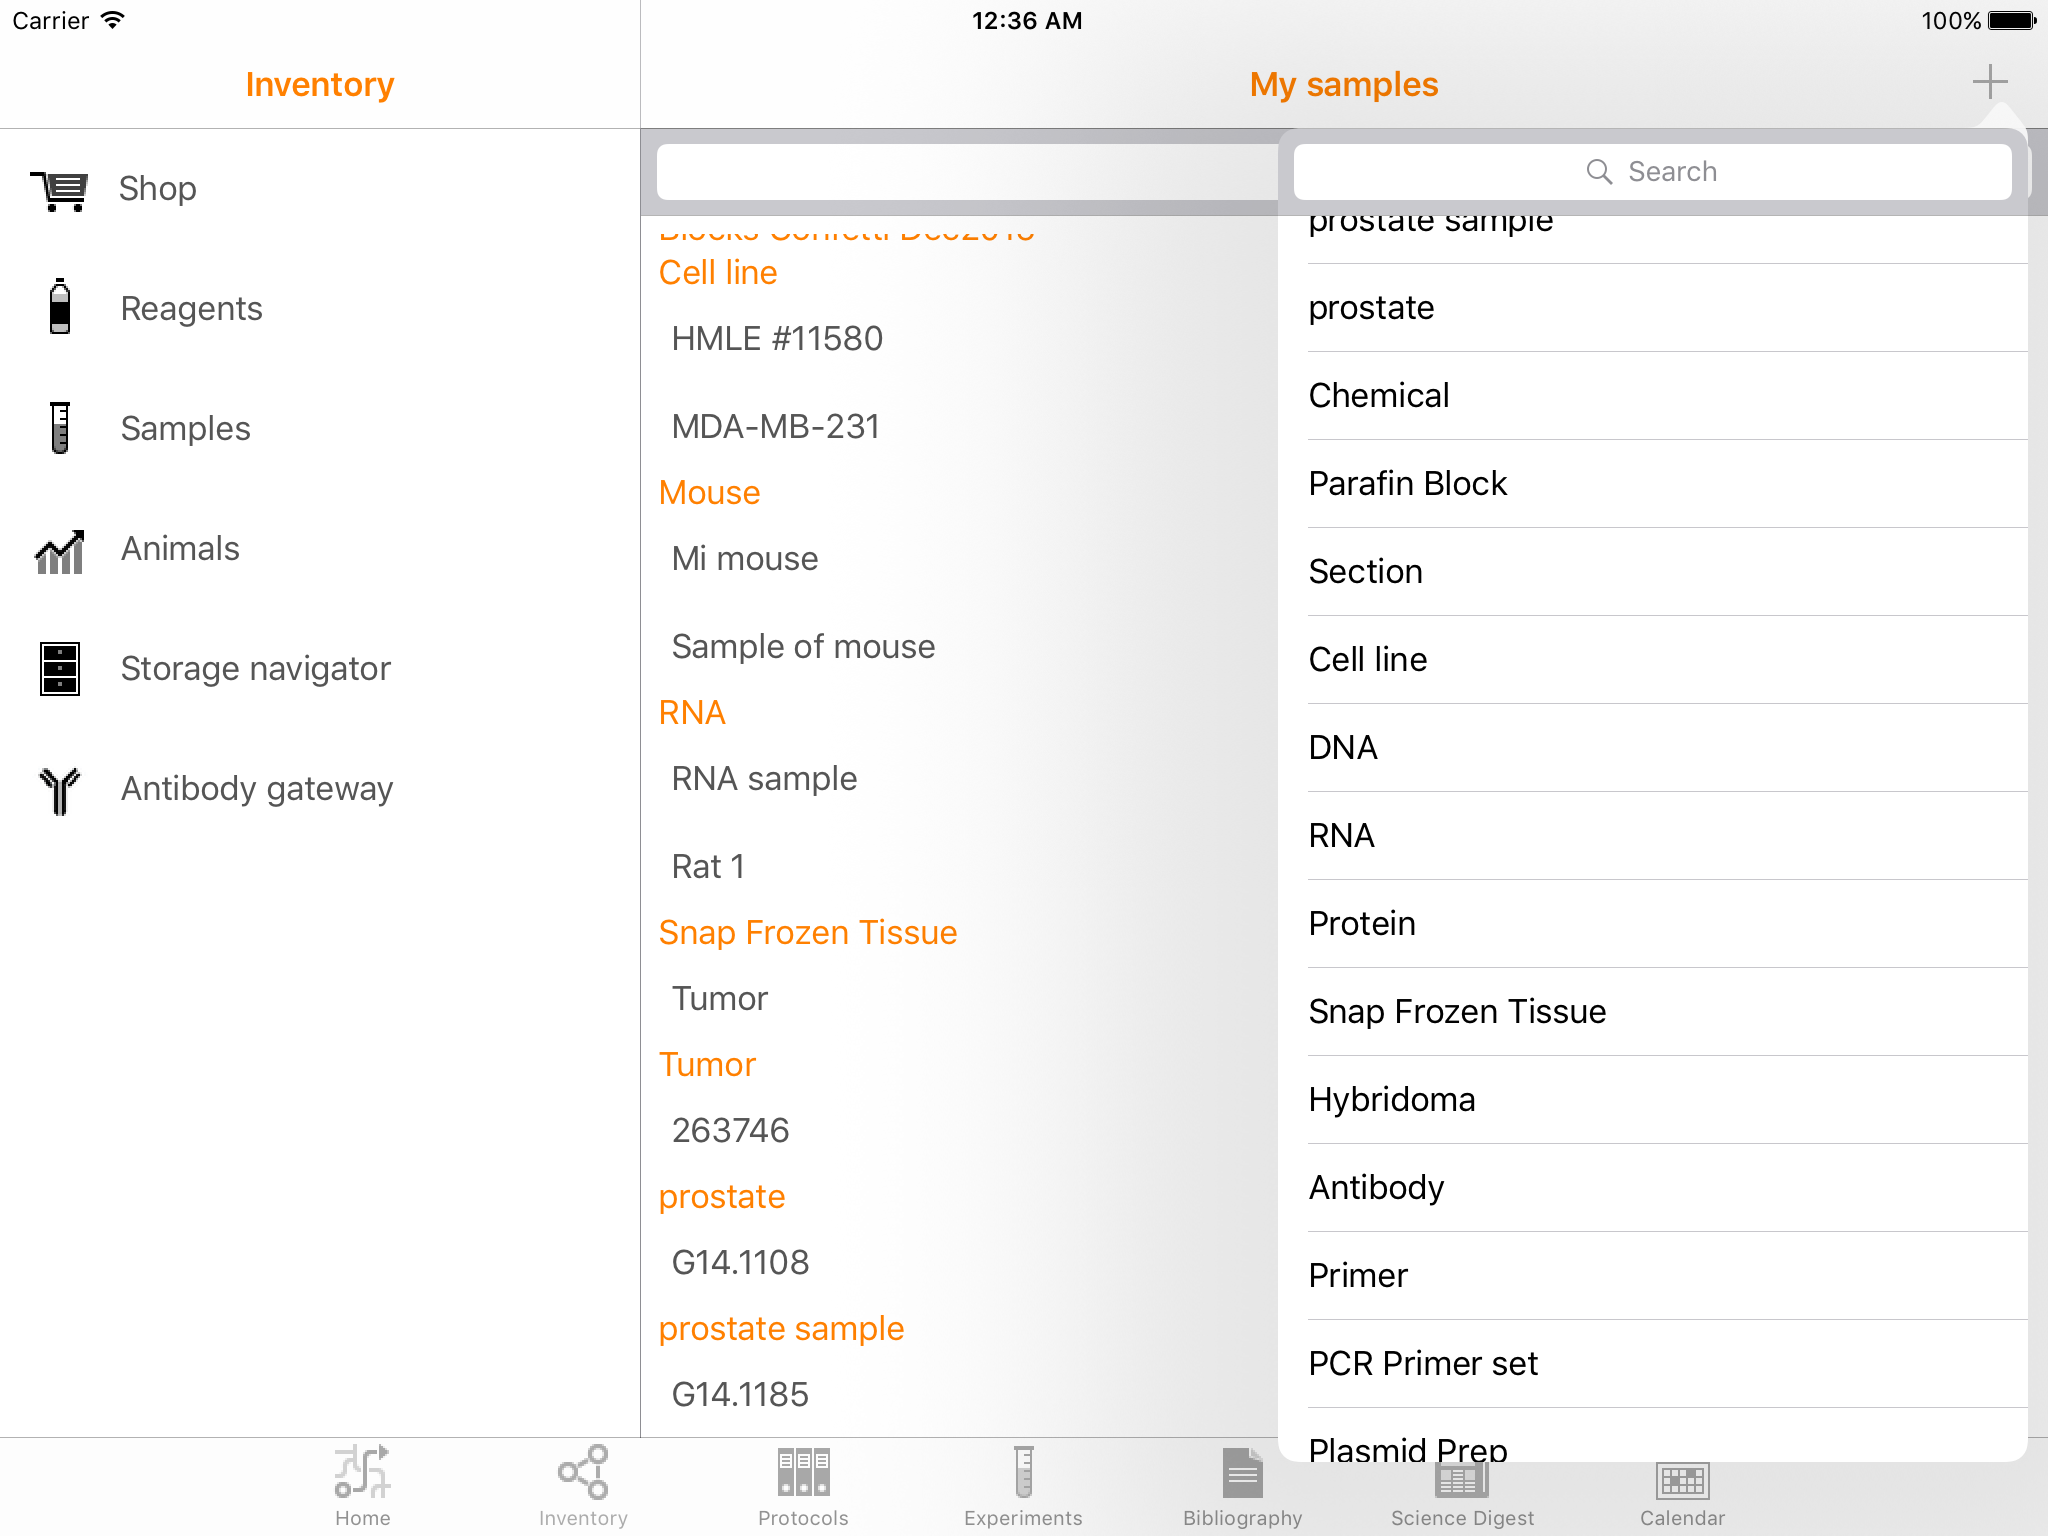 Carrier
12:36 AM
100%
Inventory
My samples
Shop
Reagents
Samples
Animals
Storage navigator
Antibody gateway
Cell line
HMLE #11580
MDA-MB-231
Mouse
Mi mouse
Sample of mouse
RNA
RNA sample
Rat 1
Snap Frozen Tissue
Tumor
Tumor
263746
prostate
G14.1108
prostate sample
G14.1185
Search
prostate sample
prostate
Chemical
Parafin Block
Section
Cell line
DNA
RNA
Protein
Snap Frozen Tissue
Hybridoma
Antibody
Primer
PCR Primer set
Plasmid Prep
Home
Inventory
Protocols
Experiments
Bibliography
Science Digest
Calendar